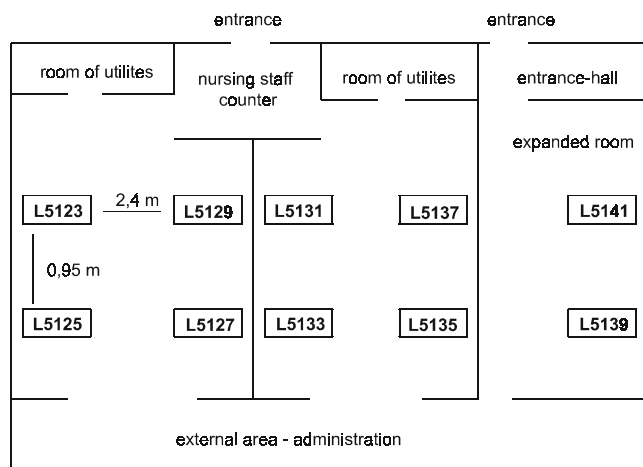 entrance
entrance
room of utilites
nursing staff
counter
room of utilites
entrance-hall
expanded room
L5123
2,4 m
L5129
L5131
L5137
L5141
0,95 m
L5125
L5127
L5133
L5135
L5139
external area - administration